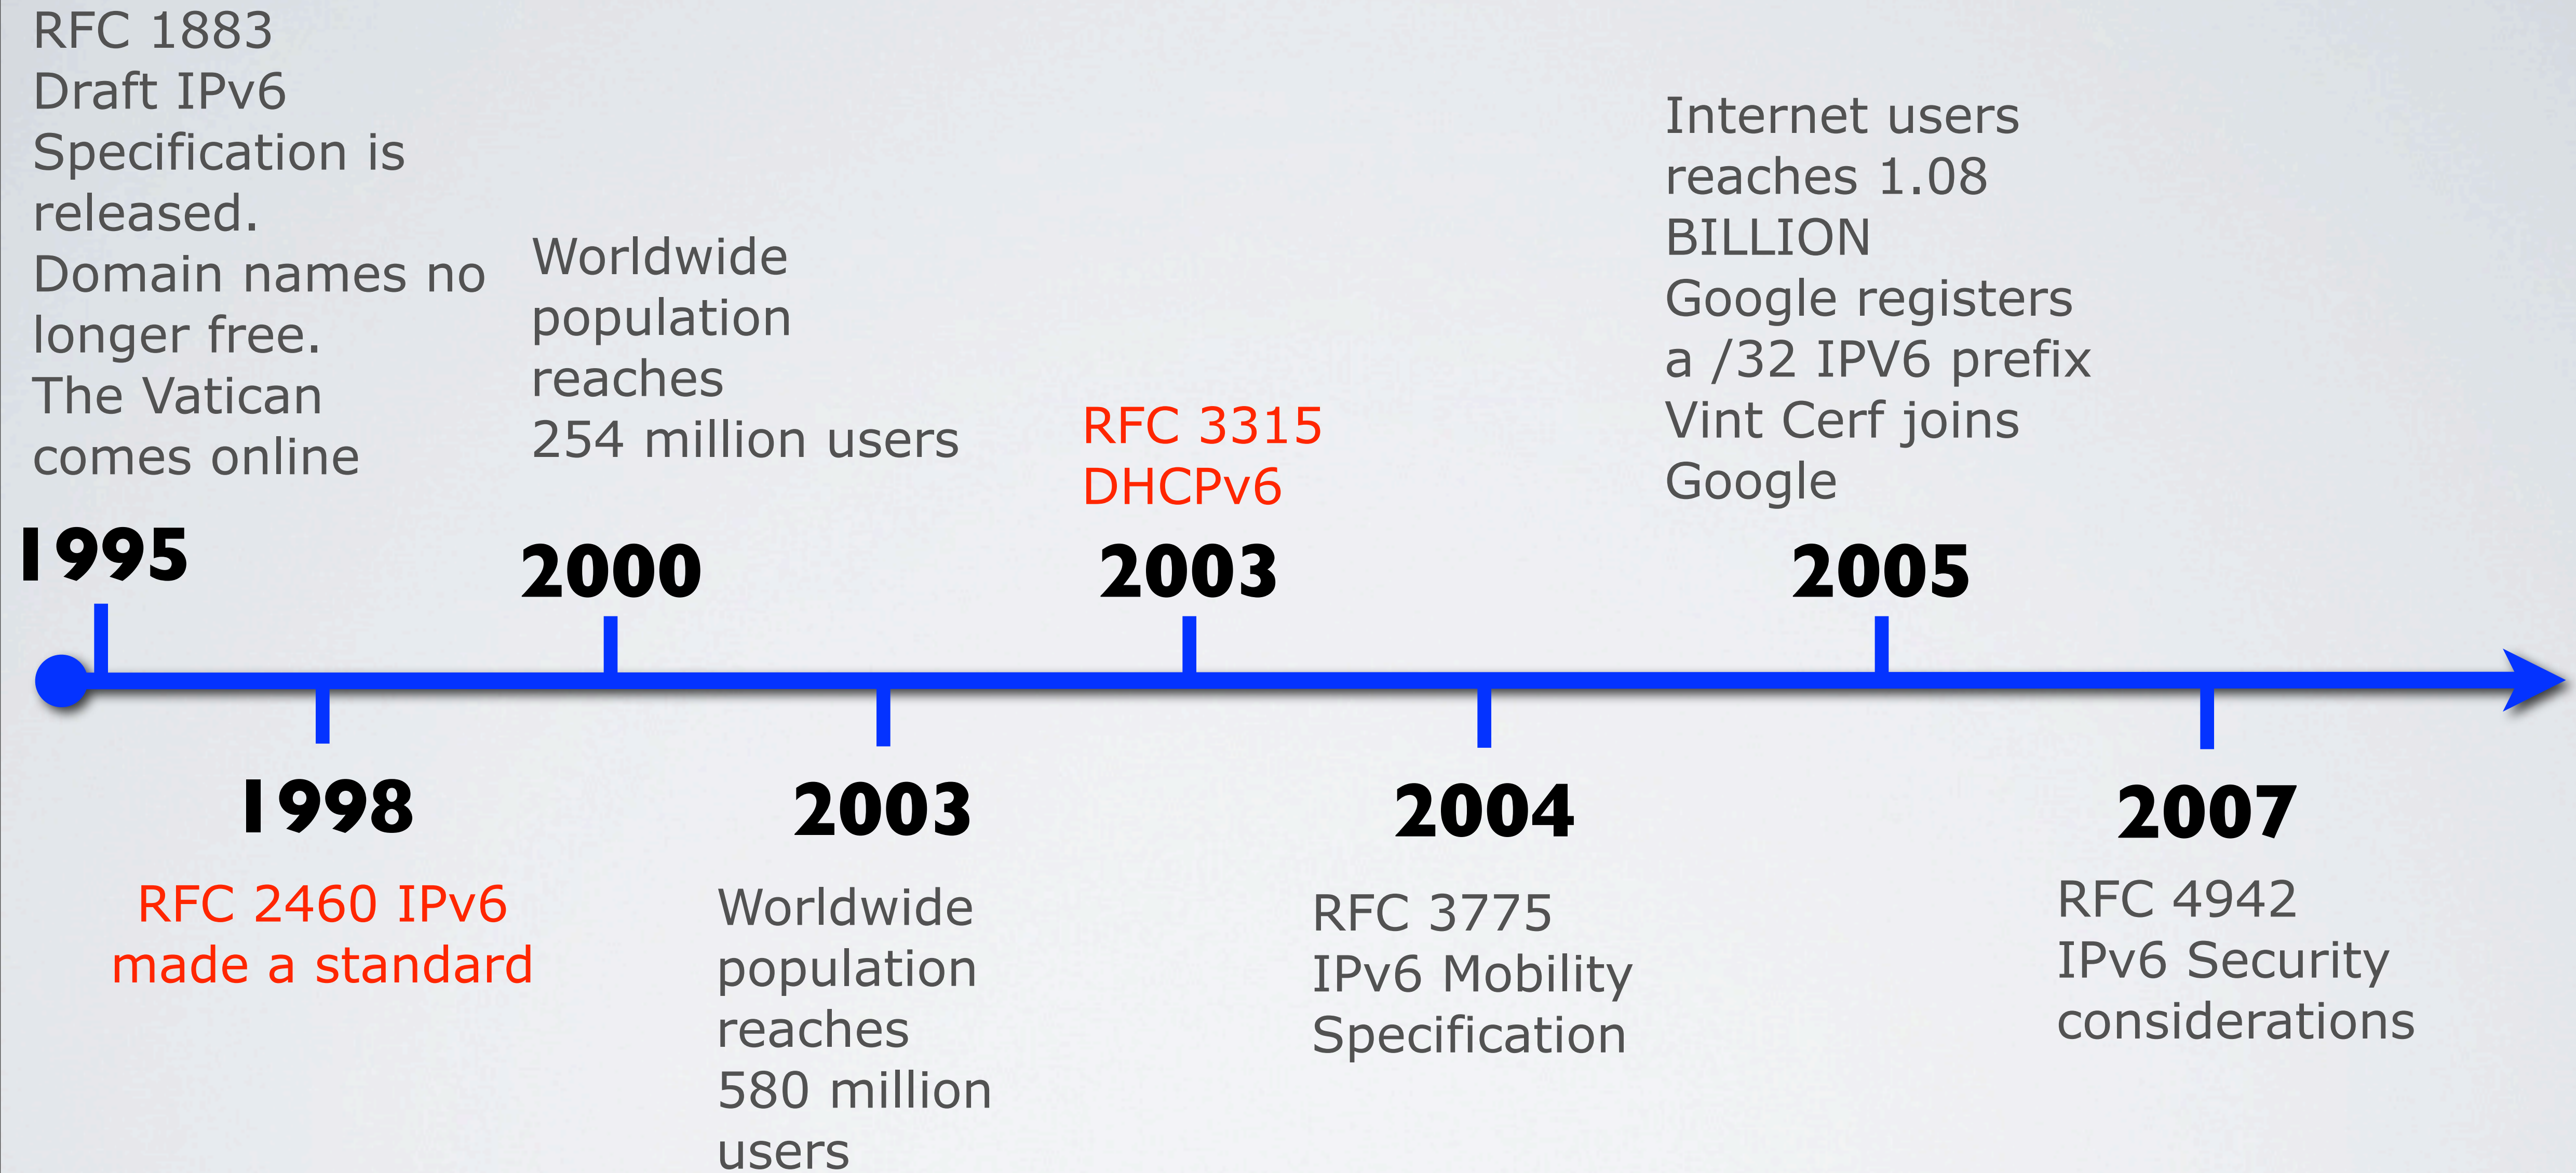 RFC 1883
Draft IPv6
Specification is
released.
Domain names no
longer free.
The Vatican
comes online
1995
RFC 2460 IPv6
made a standard
1998
Worldwide
population
reaches
254 million users
2000
2003
Worldwide
population
reaches
580 million
users
RFC 3315
DHCPv6
2003
2004
RFC 3775
IPv6 Mobility
Specification
Internet users
reaches 1.08
BILLION
Google registers
a /32 IPV6 prefix
Vint Cerf joins
Google
2005
2007
RFC 4942
IPv6 Security
considerations